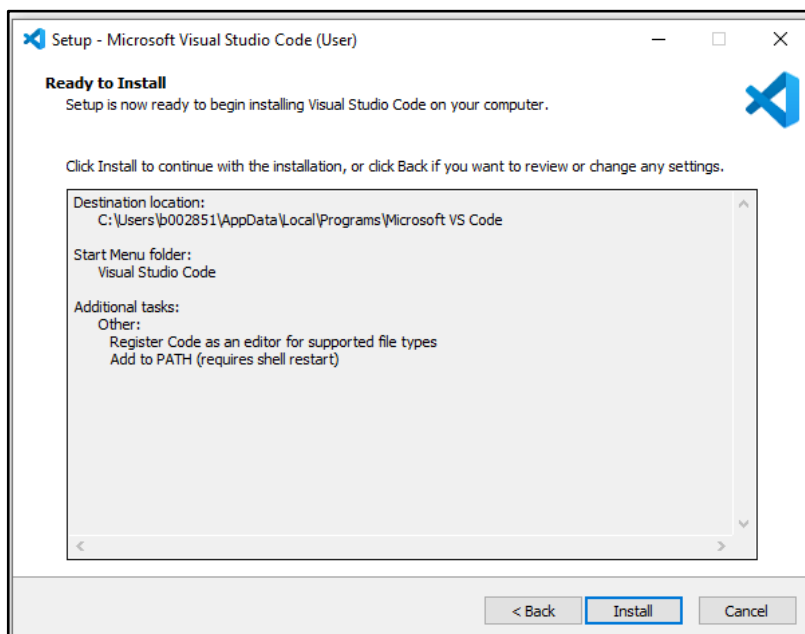 Setup - Microsoft Visual Studio Code (User)
Ready to Install
Setup is now ready to begin installing Visual Studio Code on your computer.
Click Install to continue with the installation, or click Back if you want to review or change any settings.
Destination location:
C:\Users\b002851\AppData\Local\Programs\Microsoft VS Code
Start Menu folder:
Visual Studio Code
Additional tasks:
Other:
Register Code as an editor for supported file types
Add to PATH (requires shell restart)
< Back Install Cancel